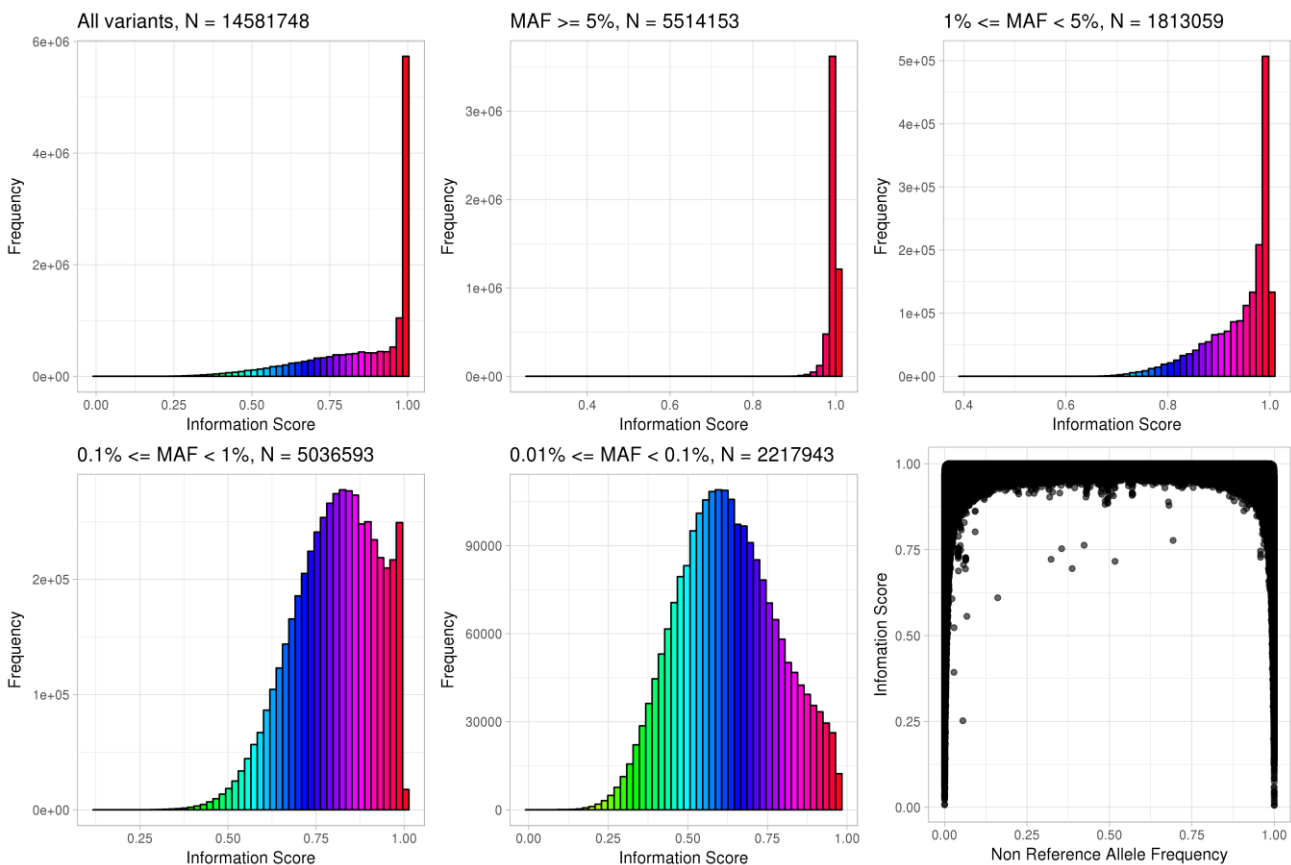 All variants, N = 14581748
6e+06
4e+06
2e+06
0e+00
Frequency
0.00 0.25 0.50 0.75 1.00
Information Score
MAF >= 5%, N = 5514153
3e+06
2e+06
1e+06
0e+00
Frequency
0.4 0.6 0.8 1.0
Information Score
1% <= MAF < 5%, N = 1813059
5e+05
4e+05
3e+05
2e+05
1e+05
0e+00
Frequency
0.4 0.6 0.8 1.0
Information Score
0.1% <= MAF < 1%, N = 5036593
2e+05
1e+05
0e+00
Frequency
0.25 0.50 0.75 1.00
Information Score
0.01% <= MAF < 0.1%, N = 2217943
90000
60000
30000
0
Frequency
0.00 0.25 0.50 0.75 1.00
Information Score
1.00
0.75
0.50
0.25
0.00
Infomation Score
0.00 0.25 0.50 0.75 1.00
Non Reference Allele Frequency